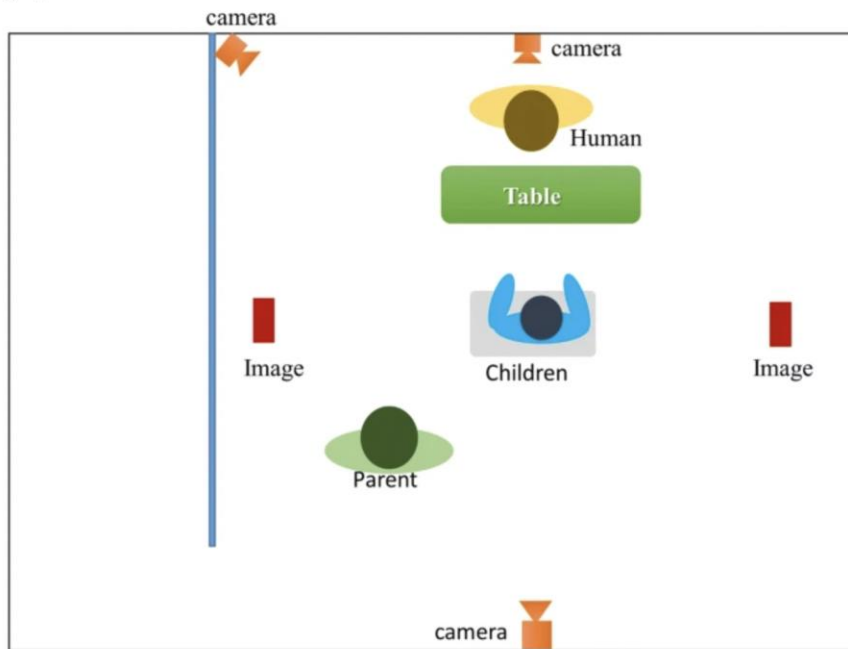 camera
camera
Human
Table
Image
Children
Image
Parent
camera